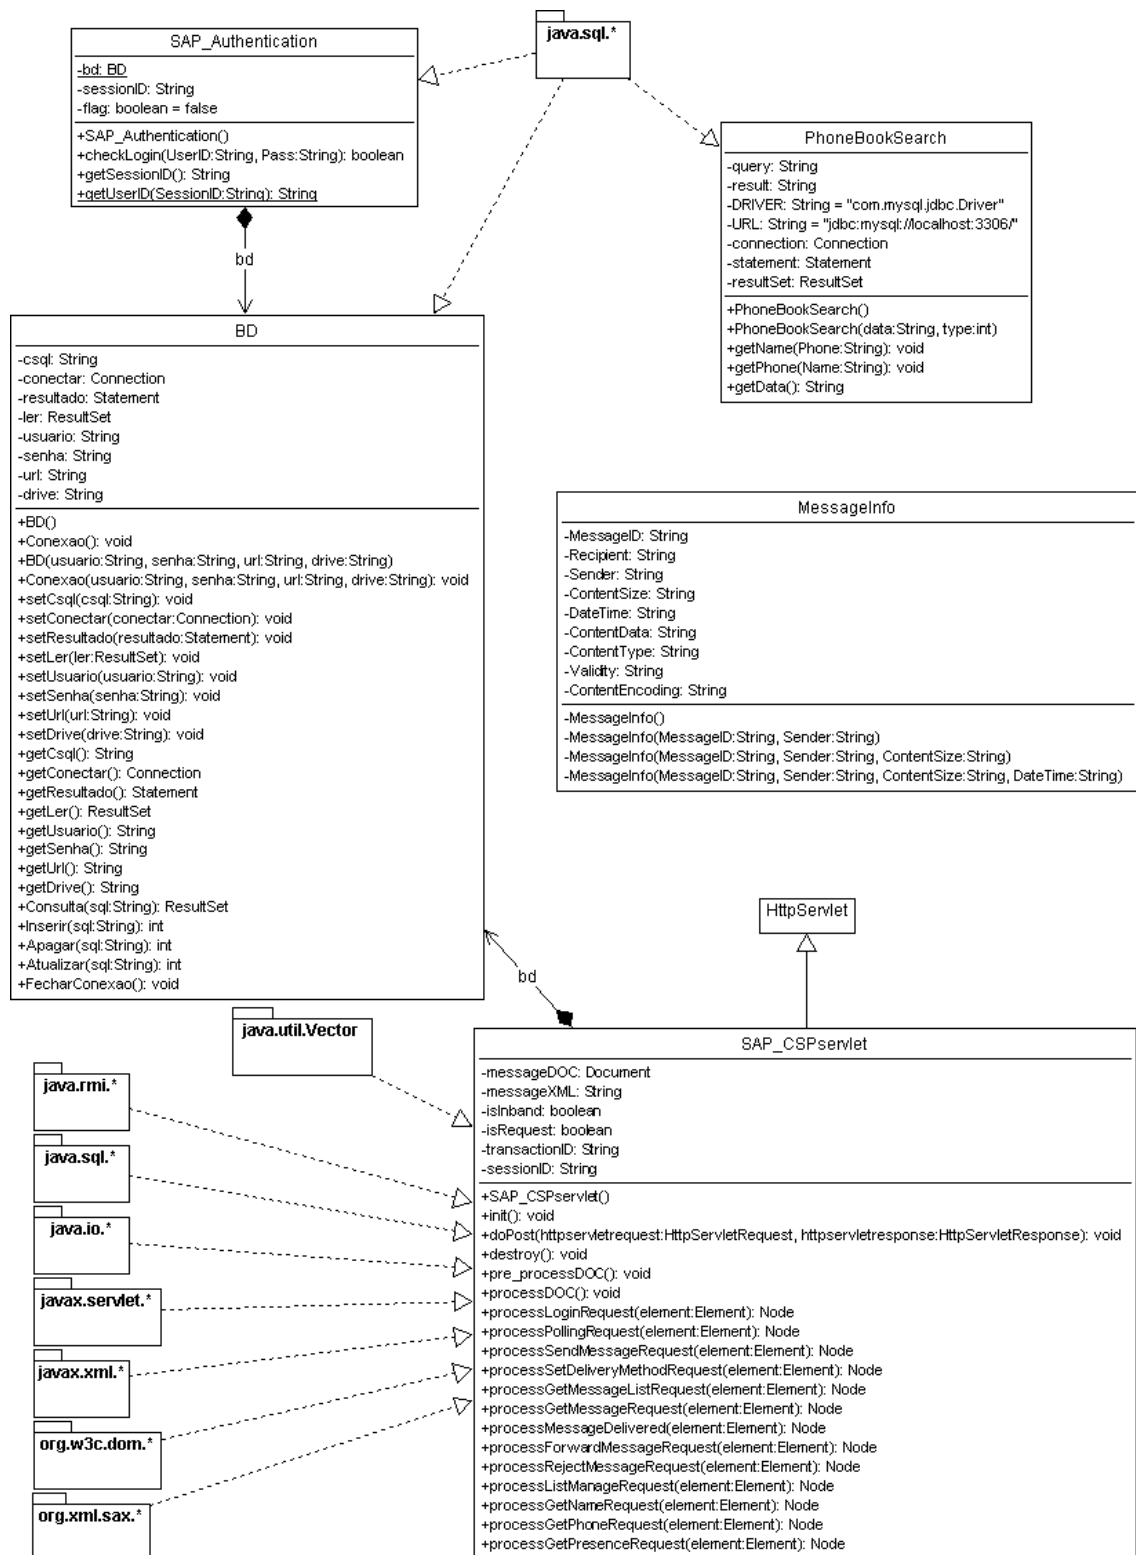 java.sql.*
SAP_Authentication
-bd: BD
-sessionID: String
-flag: boolean = false
+SAP_Authentication()
+checkLogin(UserID:String, Pass:String): boolean
+getSessionID(): String
+getUserID(SessionID:String): String
PhoneBookSearch
-query: String
-result: String
-DRIVER: String = "com.mysql.jdbc.Driver"
-URL: String = "jdbc:mysql://localhost:3306/"
-connection: Connection
-statement: Statement
-resultSet: ResultSet
+PhoneBookSearch()
+PhoneBookSearch(data:String, type:int)
+getName(Phone:String): void
+getPhone(Name:String): void
+getData(): String
bd
BD
-csql: String
-conectar: Connection
-resultado: Statement
-ler: ResultSet
-usuario: String
-senha: String
-url: String
-drive: String
+BD()
+Conexao(): void
+BD(usuario:String, senha:String, url:String, drive:String)
+Conexao(usuario:String, senha:String, url:String, drive:String): void
+setCsql(csql:String): void
+setConectar(conectar:Connection): void
+setResultado(resultado:Statement): void
+setLer(ler:ResultSet): void
+setUsuario(usuario:String): void
+setSenha(senha:String): void
+setUrl(url:String): void
+setDrive(drive:String): void
+getCsql(): String
+getConectar(): Connection
+getResultado(): Statement
+getLer(): ResultSet
+getUsuario(): String
+getSenha(): String
+getUrl(): String
+getDrive(): String
+Consulta(sql:String): ResultSet
+Inserir(sql:String): int
+Apagar(sql:String): int
+Atualizar(sql:String): int
+FecharConexao(): void
MessageInfo
-MessageID: String
-Recipient: String
-Sender: String
-ContentSize: String
-DateTime: String
-ContentData: String
-ContentType: String
-Validity: String
-ContentEncoding: String
-MessageInfo()
-MessageInfo(MessageID:String, Sender:String)
-MessageInfo(MessageID:String, Sender:String, ContentSize:String)
-MessageInfo(MessageID:String, Sender:String, ContentSize:String, DateTime:String)
HttpServlet
bd
java.util.Vector
java.rmi.*
java.sql.*
java.io.*
javax.servlet.*
javax.xml.*
org.w3c.dom.*
org.xml.sax.*
SAP_CSPservlet
-messageDOC: Document
-messageXML: String
-isInband: boolean
-isRequest: boolean
-transactionID: String
-sessionID: String
+SAP_CSPservlet()
+init(): void
+doPost(httpservletrequest:HttpServletRequest, httpservletresponse:HttpServletResponse): void
+destroy(): void
+pre_processDOC(): void
+processDOC(): void
+processLoginRequest(element:Element): Node
+processPollingRequest(element:Element): Node
+processSendMessageRequest(element:Element): Node
+processSetDeliveryMethodRequest(element:Element): Node
+processGetMessageListRequest(element:Element): Node
+processGetMessageRequest(element:Element): Node
+processMessageDelivered(element:Element): Node
+processForwardMessageRequest(element:Element): Node
+processRejectMessageRequest(element:Element): Node
+processListManageRequest(element:Element): Node
+processGetNameRequest(element:Element): Node
+processGetPhoneRequest(element:Element): Node
+processGetPresenceRequest(element:Element): Node